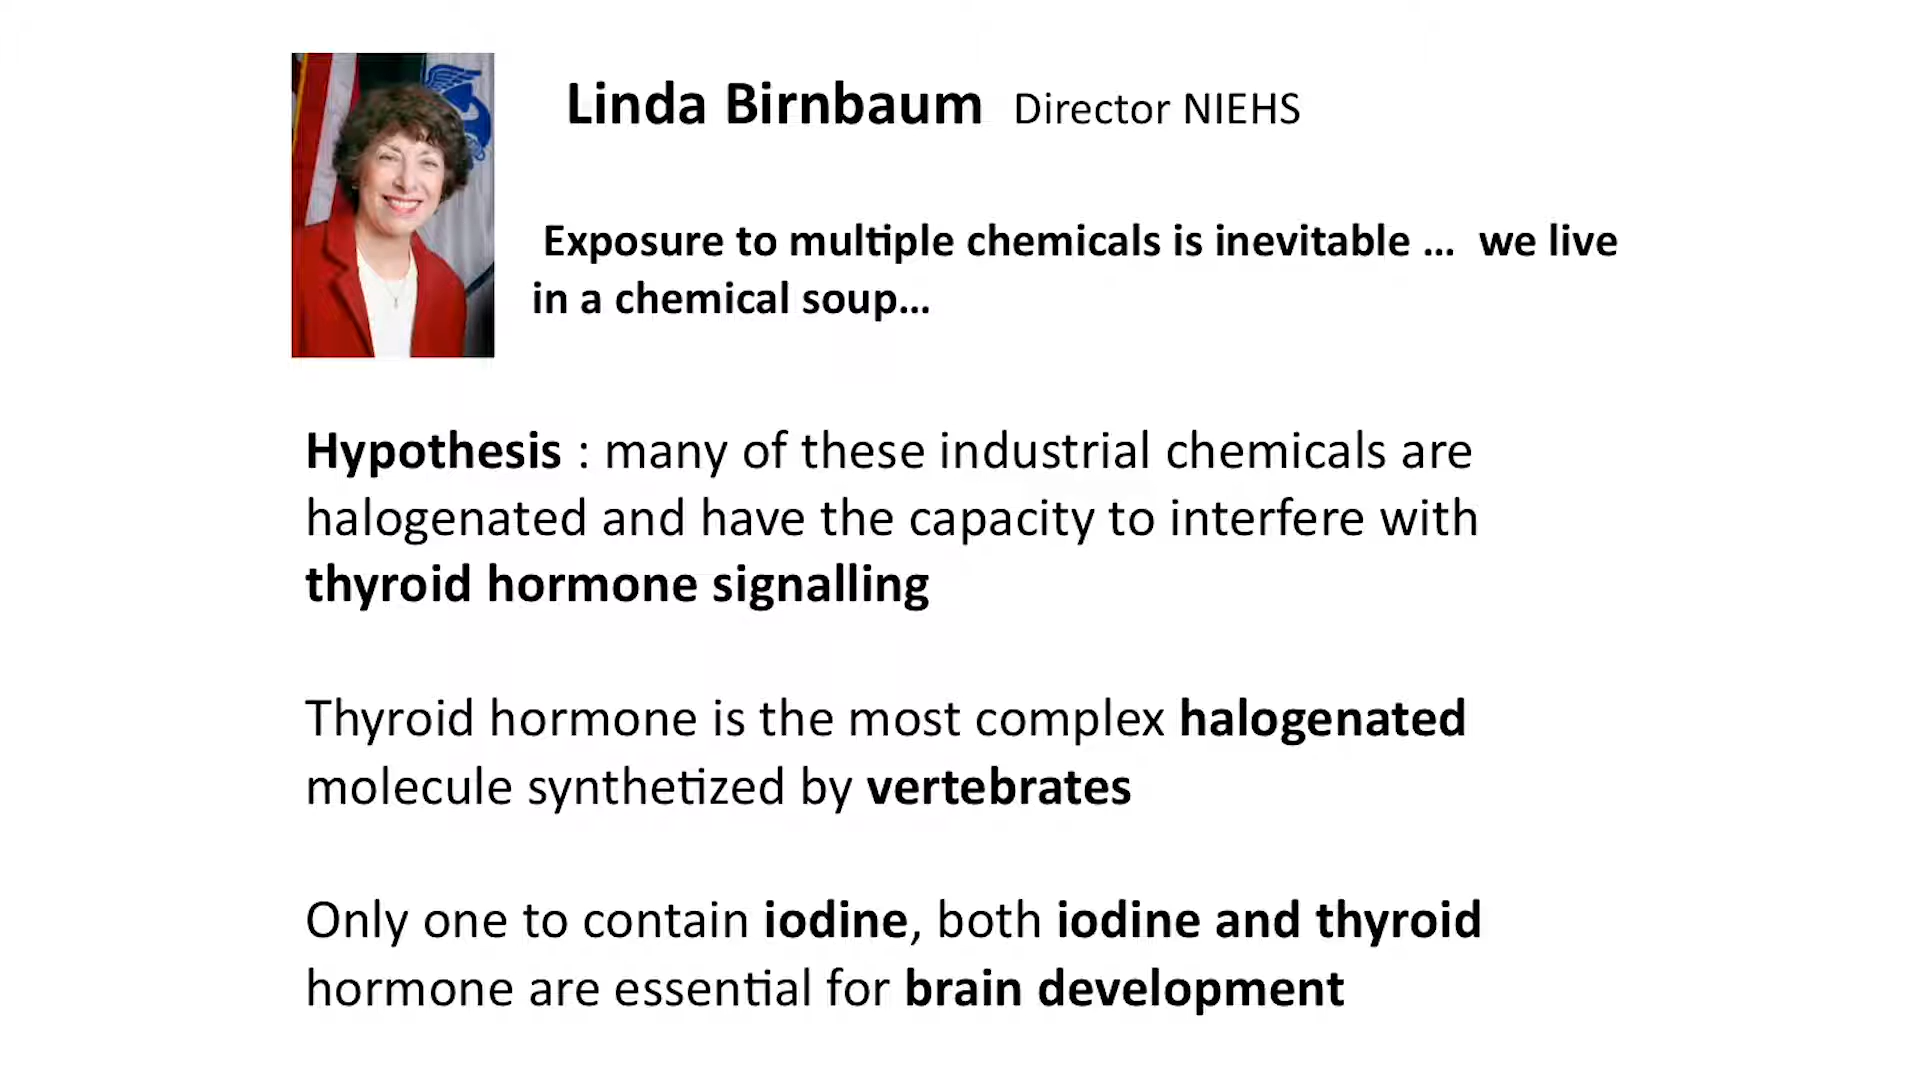 Linda Birnbaum Director NIEHS
Exposure to multiple chemicals is inevitable ... we live
in a chemical soup...
Hypothesis : many of these industrial chemicals are
halogenated and have the capacity to interfere with
thyroid hormone signalling
Thyroid hormone is the most complex halogenated
molecule synthetized by vertebrates
Only one to contain iodine, both iodine and thyroid
hormone are essential for brain development